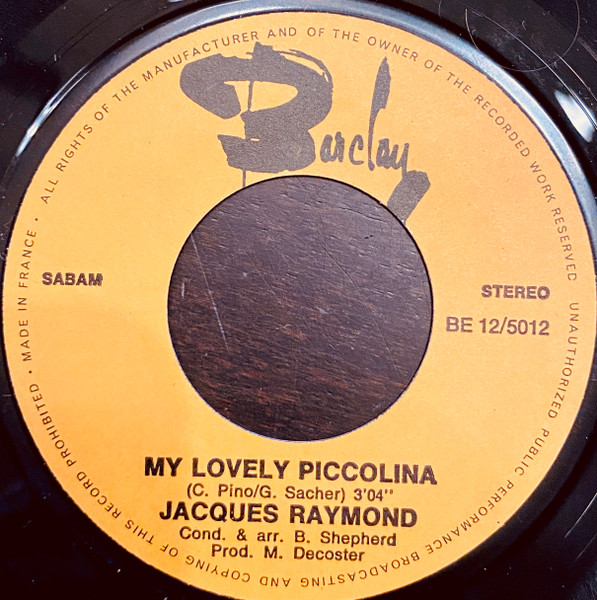 ALL RIGHTS OF THE MANUFACTURER AND OF THE OWNER OF THE RECORDED WORK RESERVED
UNAUTHORIZED PUBLIC PERFORMANCE BROADCASTING AND COPYING OF THIS RECORD PROHIBITED · MADE IN FRANCE ·
Barclay
SABAM
STEREO
BE 12/5012
MY LOVELY PICCOLINA
(C. Pino/G. Sacher) 3'04''
JACQUES RAYMOND
Cond. & arr. B. Shepherd
Prod. M. Decoster